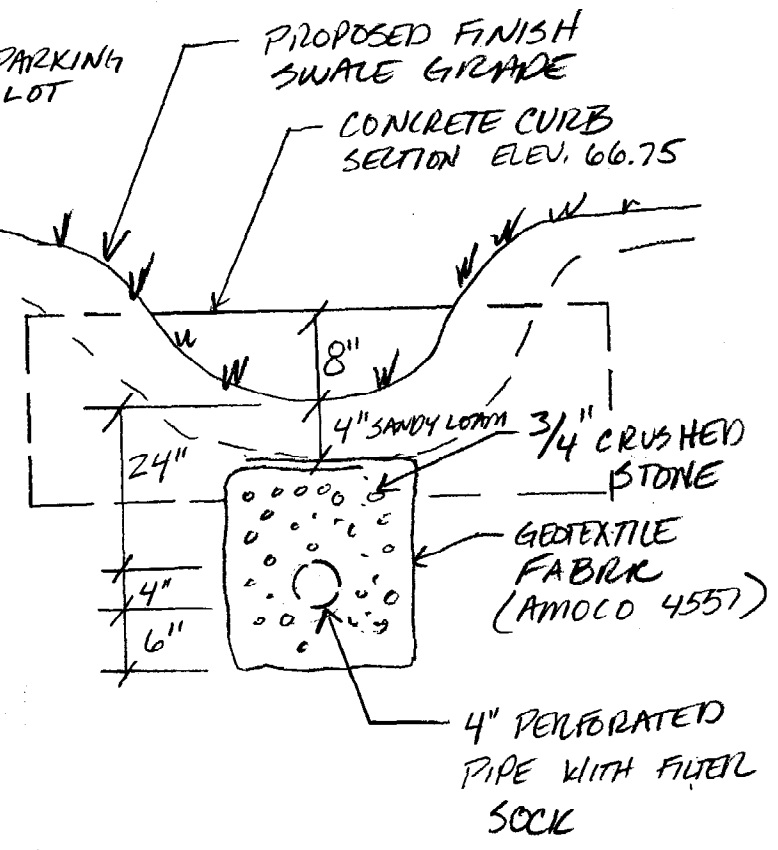 PARKING
LOT
PROPOSED FINISH
SWALE GRADE
CONCRETE CURB
SECTION ELEV. 66.75
8"
4" SANDY LOAM
3/4" CRUSHED
STONE
24"
GEOTEXTILE
FABRIC
(AMOCO 4557)
4"
6"
4" PERFORATED
PIPE WITH FILTER
SOCK